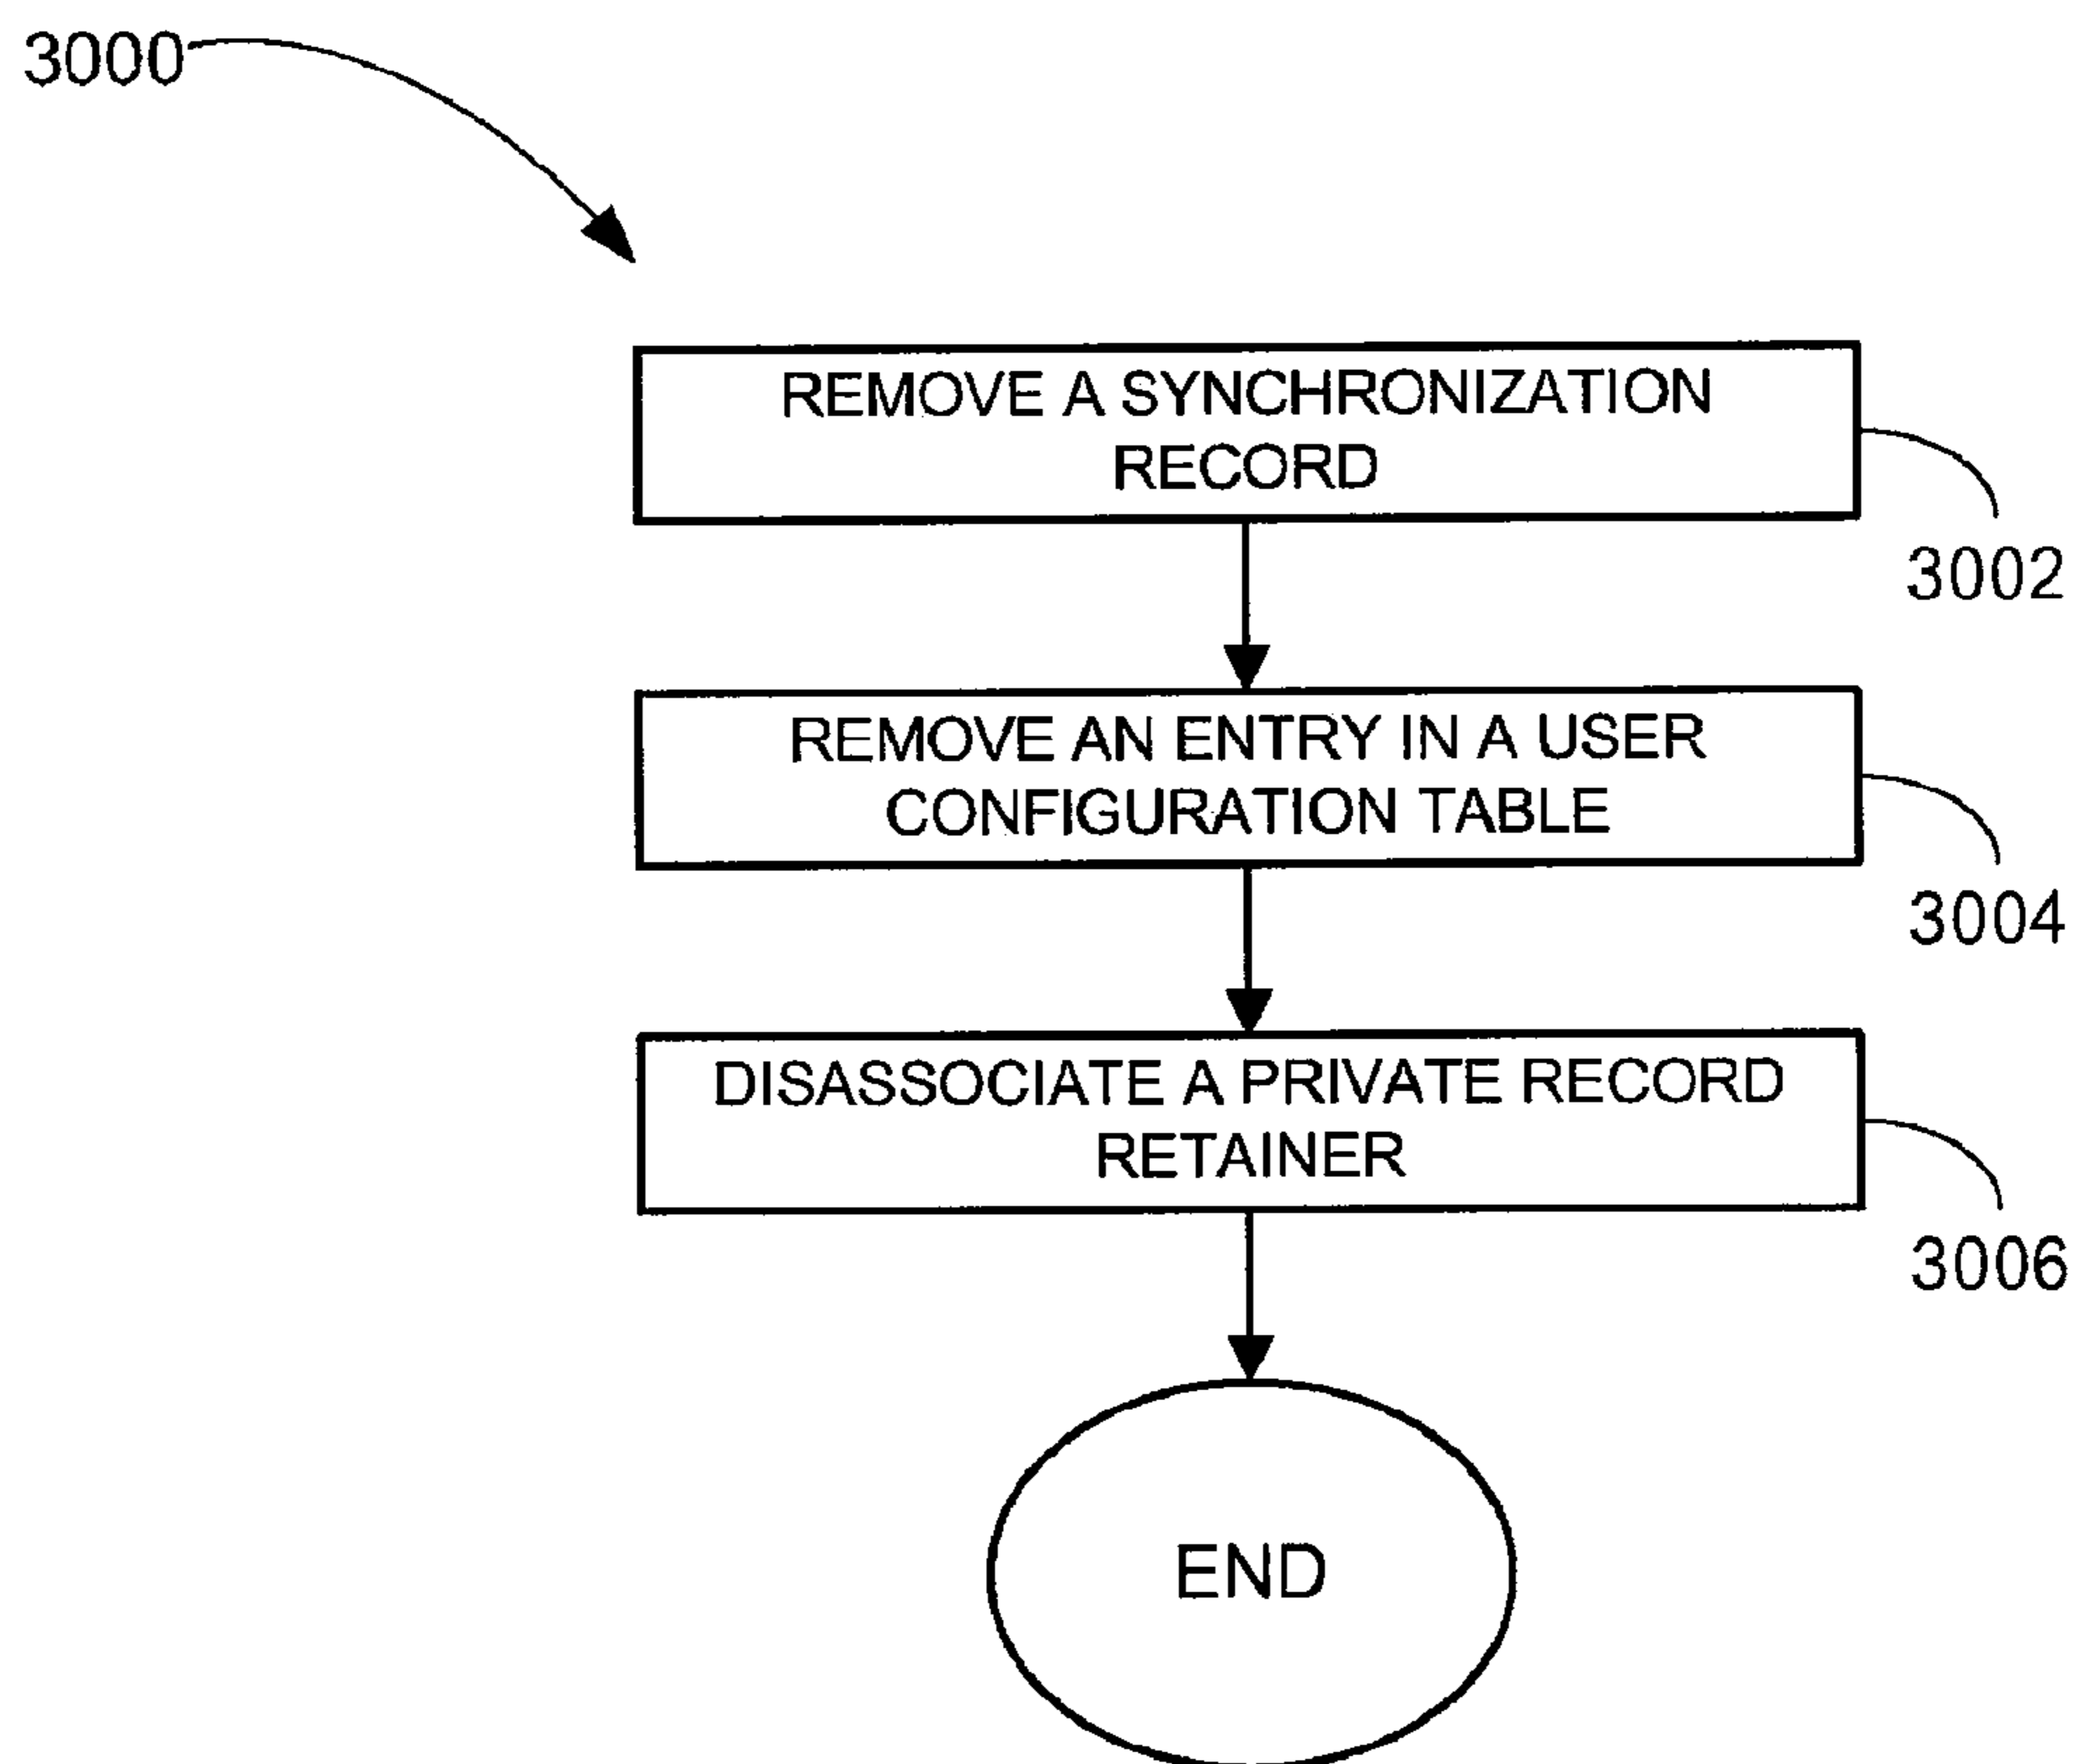 3000
REMOVE A SYNCHRONIZATION
RECORD
3002
REMOVE AN ENTRY IN A USER
CONFIGURATION TABLE
3004
DISASSOCIATE A PRIVATE RECORD
RETAINER
3006
END